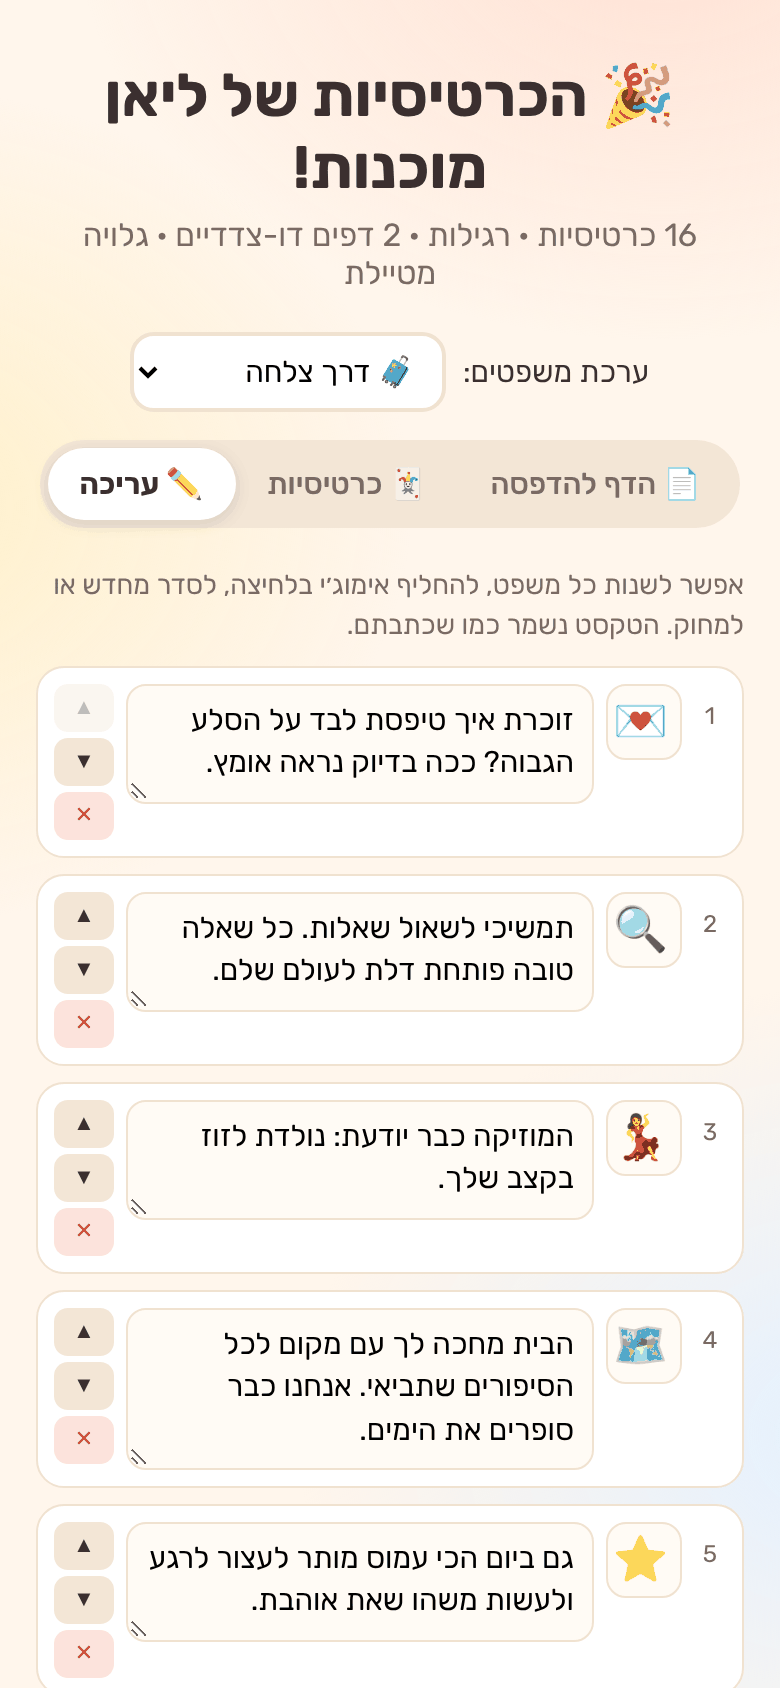 🎉 הכרטיסיות של ליאן
מוכנות!
16 כרטיסיות • רגילות • 2 דפים דו-צדדיים • גלויה
מטיילת
ערכת משפטים:
🧳 דרך צלחה
📄 הדף להדפסה
🃏 כרטיסיות
✏️ עריכה
אפשר לשנות כל משפט, להחליף אימוג׳י בלחיצה, לסדר מחדש או
למחוק. הטקסט נשמר כמו שכתבתם.
1
זוכרת איך טיפסת לבד על הסלע
הגבוה? ככה בדיוק נראה אומץ.
▲
▼
✕
2
תמשיכי לשאול שאלות. כל שאלה
טובה פותחת דלת לעולם שלם.
▲
▼
✕
3
המוזיקה כבר יודעת: נולדת לזוז
בקצב שלך.
▲
▼
✕
4
הבית מחכה לך עם מקום לכל
הסיפורים שתביאי. אנחנו כבר
סופרים את הימים.
▲
▼
✕
5
גם ביום הכי עמוס מותר לעצור לרגע
ולעשות משהו שאת אוהבת.
▲
▼
✕